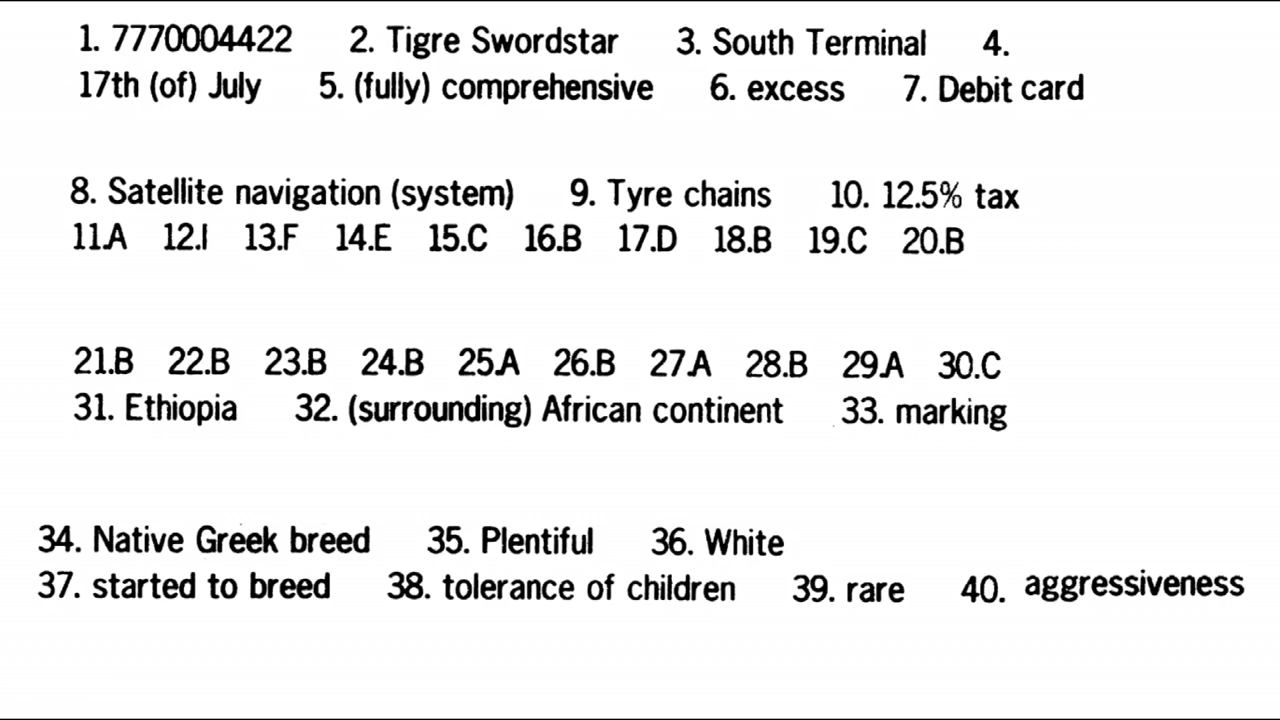 1. 7770004422 2. Tigre Swordstar 3. South Terminal 4.
17th (of) July 5. (fully) comprehensive 6. excess 7. Debit card
8. Satellite navigation (system) 9. Tyre chains 10. 12.5% tax
11.A 12.I 13.F 14.E 15.C 16.B 17.D 18.B 19.C 20.B
21.B 22.B 23.B 24.B 25.A 26.B 27.A 28.B 29.A 30.C
31. Ethiopia 32. (surrounding) African continent 33. marking
34. Native Greek breed 35. Plentiful 36. White
37. started to breed 38. tolerance of children 39. rare 40. aggressiveness